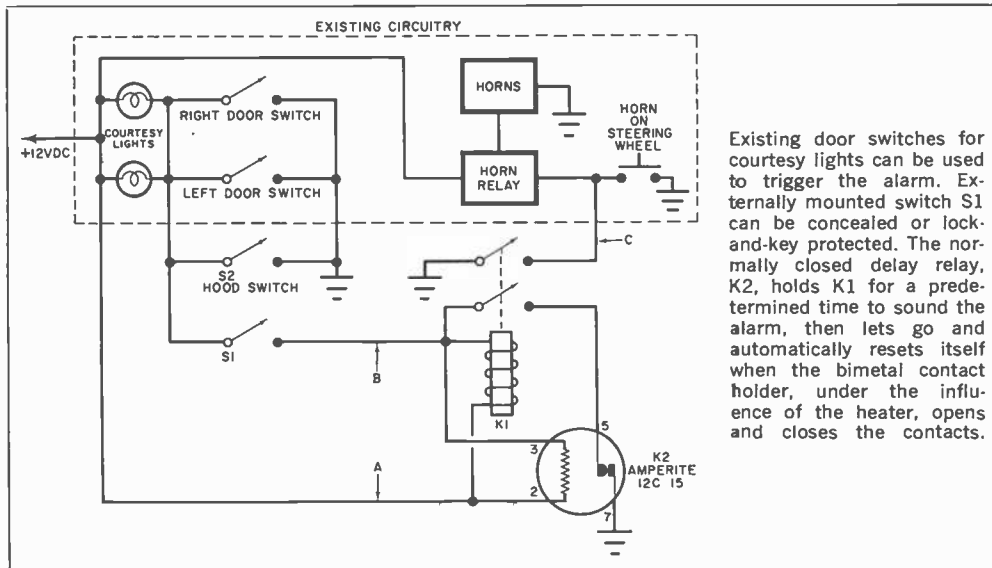 EXISTING CIRCUITRY
HORNS
RIGHT DOOR SWITCH
COURTESY
LIGHTS
+12VDC
HORN
ON
STEERING
WHEEL
HORN
RELAY
LEFT DOOR SWITCH
C
S2
HOOD SWITCH
S1
B
K1
5
3
K2
AMPERITE
12C 15
A
2
7
Existing door switches for
courtesy lights can be used
to trigger the alarm. Ex-
ternally mounted switch S1
can be concealed or lock-
and-key protected. The nor-
mally closed delay relay,
K2, holds K1 for a prede-
termined time to sound the
alarm, then lets go and
automatically resets itself
when the bimetal contact
holder, under the influ-
ence of the heater, opens
and closes the contacts.